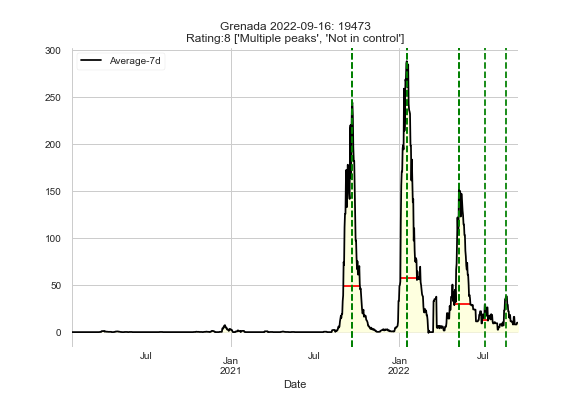 Grenada 2022-09-16: 19473
Rating:8 ['Multiple peaks', 'Not in control']
Average-7d
300
250
200
150
100
50
0
Jul
Jan
2021
Jul
Jan
2022
Jul
Date